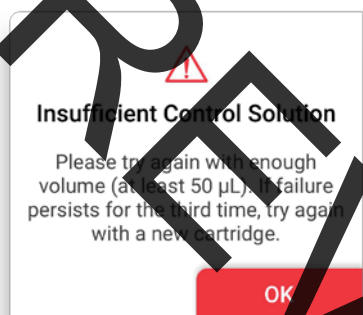 Insufficient Control Solution
Please try again with enough
volume (at least 50 µL). If failure
persists for the third time, try again
with a new cartridge.
OK